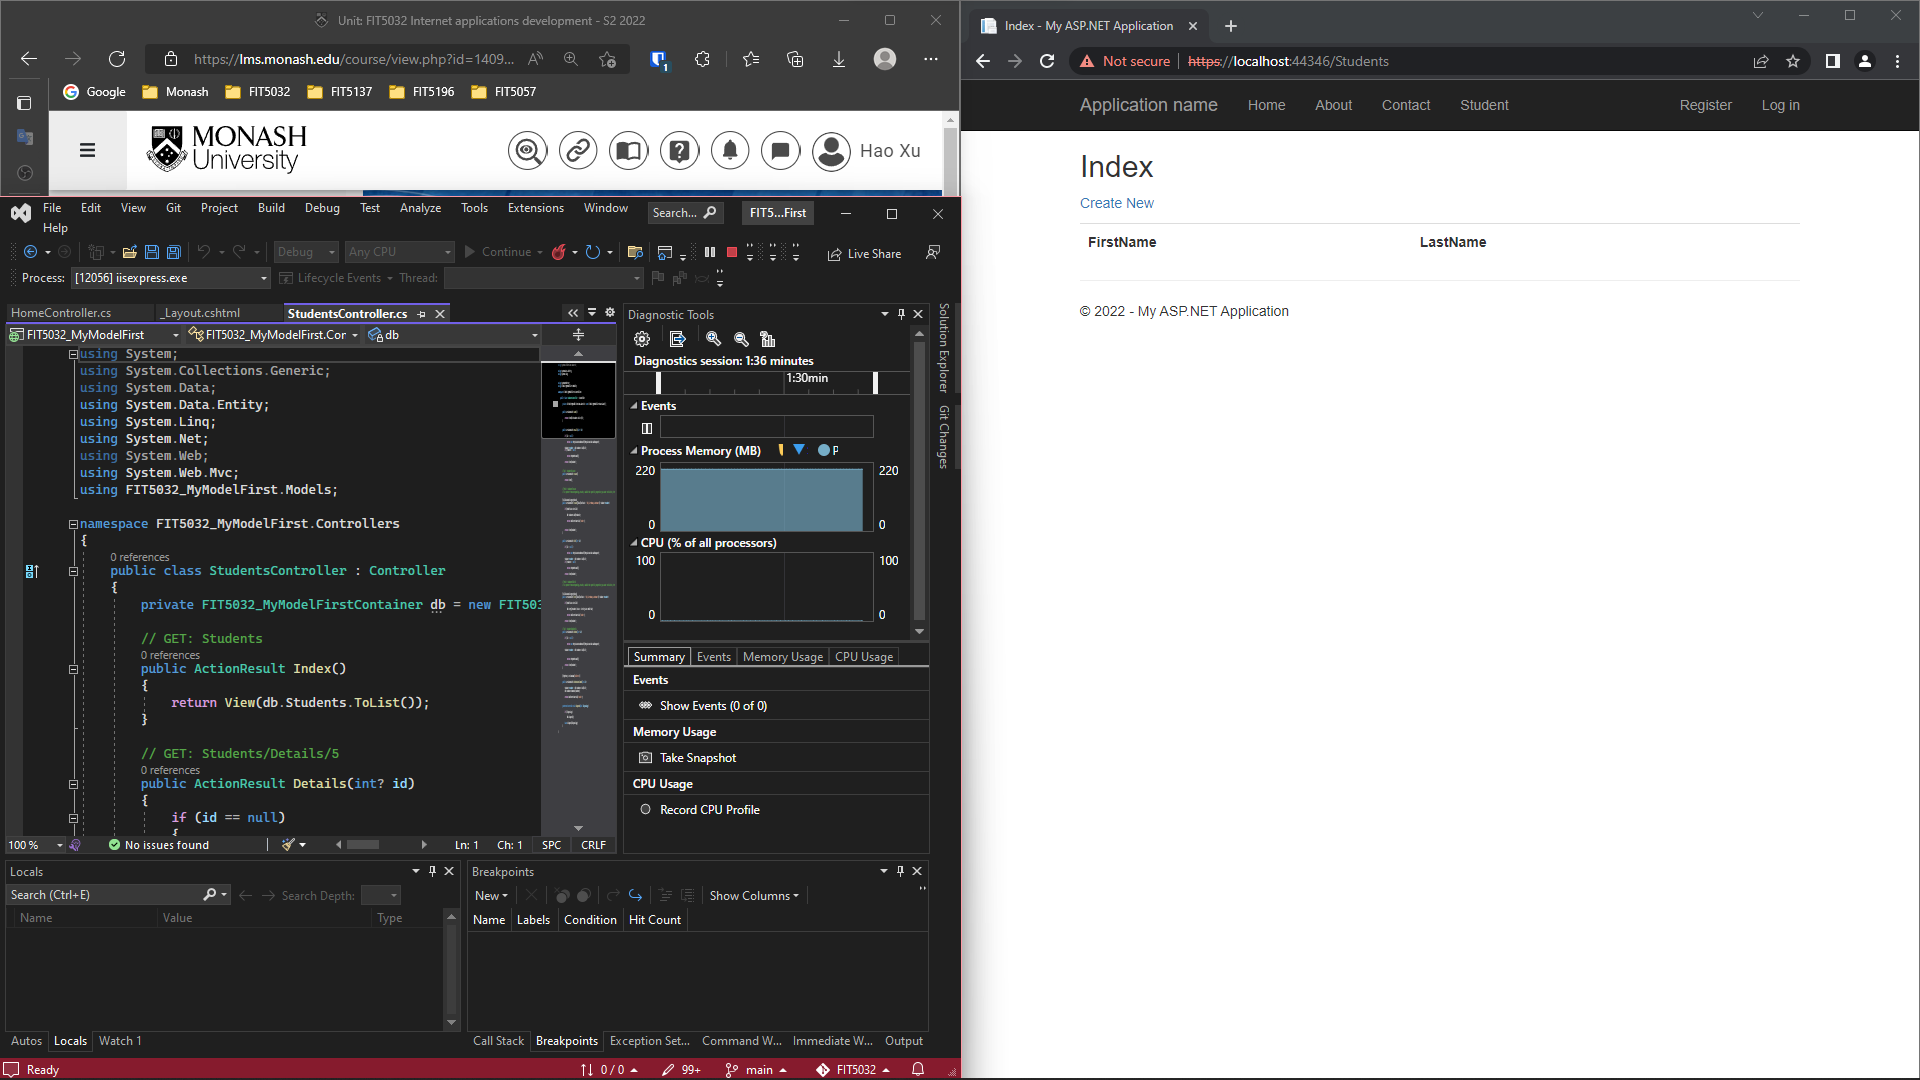 Unit: FIT5032 Internet applications development - S2 2022
https://lms.monash.edu/course/view.php?id=1409...
Google Monash FIT5032 FIT5137 FIT5196 FIT5057
MONASH
University
Hao Xu
File Edit View Git Project Build Debug Test Analyze Tools Extensions Window Search... FIT5...First
Help
Debug Any CPU Continue Live Share
Process: [12056] iisexpress.exe Lifecycle Events Thread:
HomeController.cs _Layout.cshtml StudentsController.cs
FIT5032_MyModelFirst FIT5032_MyModelFirst.Cor db
using System;
using System.Collections.Generic;
using System.Data;
using System.Data.Entity;
using System.Linq;
using System.Net;
using System.Web;
using System.Web.Mvc;
using FIT5032_MyModelFirst.Models;
namespace FIT5032_MyModelFirst.Controllers
{
0 references
public class StudentsController : Controller
{
private FIT5032_MyModelFirstContainer db = new FIT503
// GET: Students
0 references
public ActionResult Index()
{
return View(db.Students.ToList());
}
// GET: Students/Details/5
0 references
public ActionResult Details(int? id)
{
if (id == null)
{
100 % No issues found Ln: 1 Ch: 1 SPC CRLF
Diagnostic Tools
Diagnostics session: 1:36 minutes
1:30min
Events
Process Memory (MB) P
220 220
0 0
CPU (% of all processors)
100 100
0 0
Summary Events Memory Usage CPU Usage
Events
Show Events (0 of 0)
Memory Usage
Take Snapshot
CPU Usage
Record CPU Profile
Solution Explorer
Git Changes
Locals
Search (Ctrl+E) Search Depth:
Name Value Type
Autos Locals Watch 1
Breakpoints
New Show Columns
Name Labels Condition Hit Count
Call Stack Breakpoints Exception Set... Command W... Immediate W... Output
Ready 0 / 0 99+ main FIT5032
Index - My ASP.NET Application
Not secure https://localhost:44346/Students
Application name Home About Contact Student Register Log in
Index
Create New
FirstName LastName
© 2022 - My ASP.NET Application